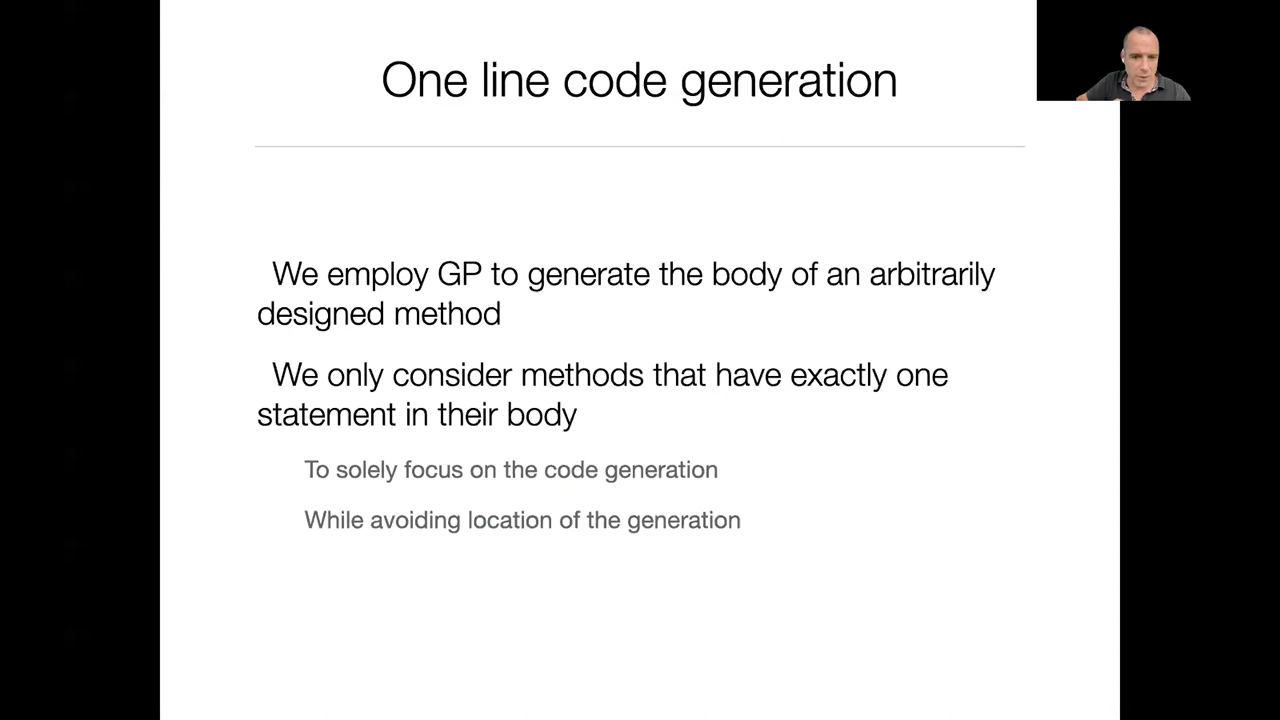 One line code generation
We employ GP to generate the body of an arbitrarily
designed method
We only consider methods that have exactly one
statement in their body
To solely focus on the code generation
While avoiding location of the generation